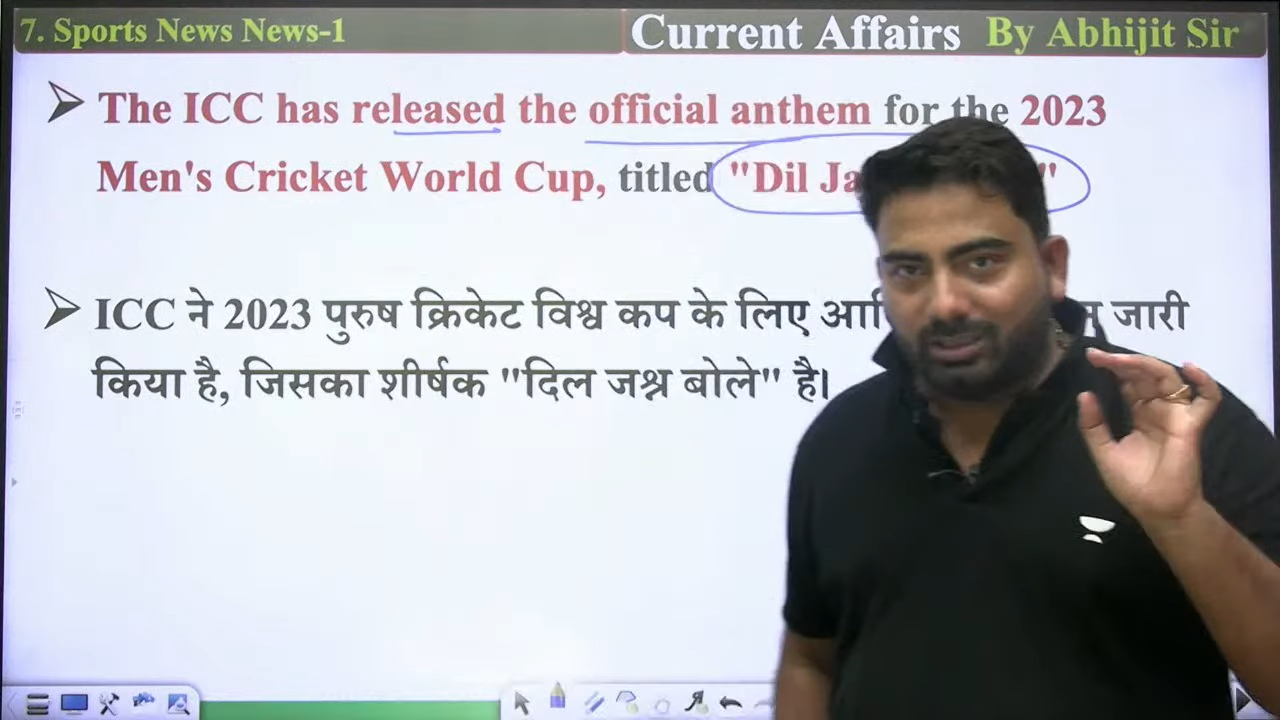 7. Sports News News-1
Current Affairs By Abhijit Sir
The ICC has released the official anthem for the 2023
Men's Cricket World Cup, titled "Dil Ja "
ICC ने 2023 पुरुष क्रिकेट विश्व कप के लिए जारी
किया है, जिसका शीर्षक "दिल जश्न बोले" है।